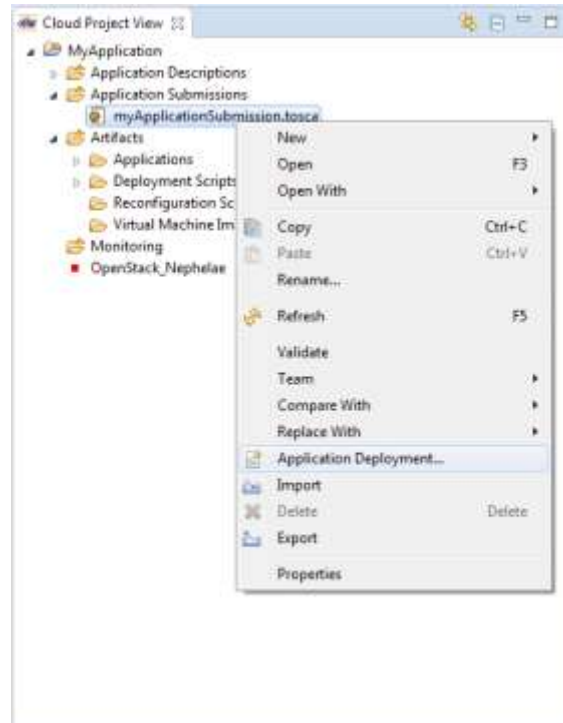 Cloud Project View
MyApplication
Application Descriptions
Application Submissions
myApplicationSubmission.tosca
Artifacts
Applications
Deployment Scripts
Reconfiguration Sc
Virtual Machine Im
Monitoring
OpenStack_Nephelae
New
Open F3
Open With
Copy Ctrl+C
Paste Ctrl+V
Rename...
Refresh F5
Validate
Team
Compare With
Replace With
Application Deployment...
Import
Delete Delete
Export
Properties